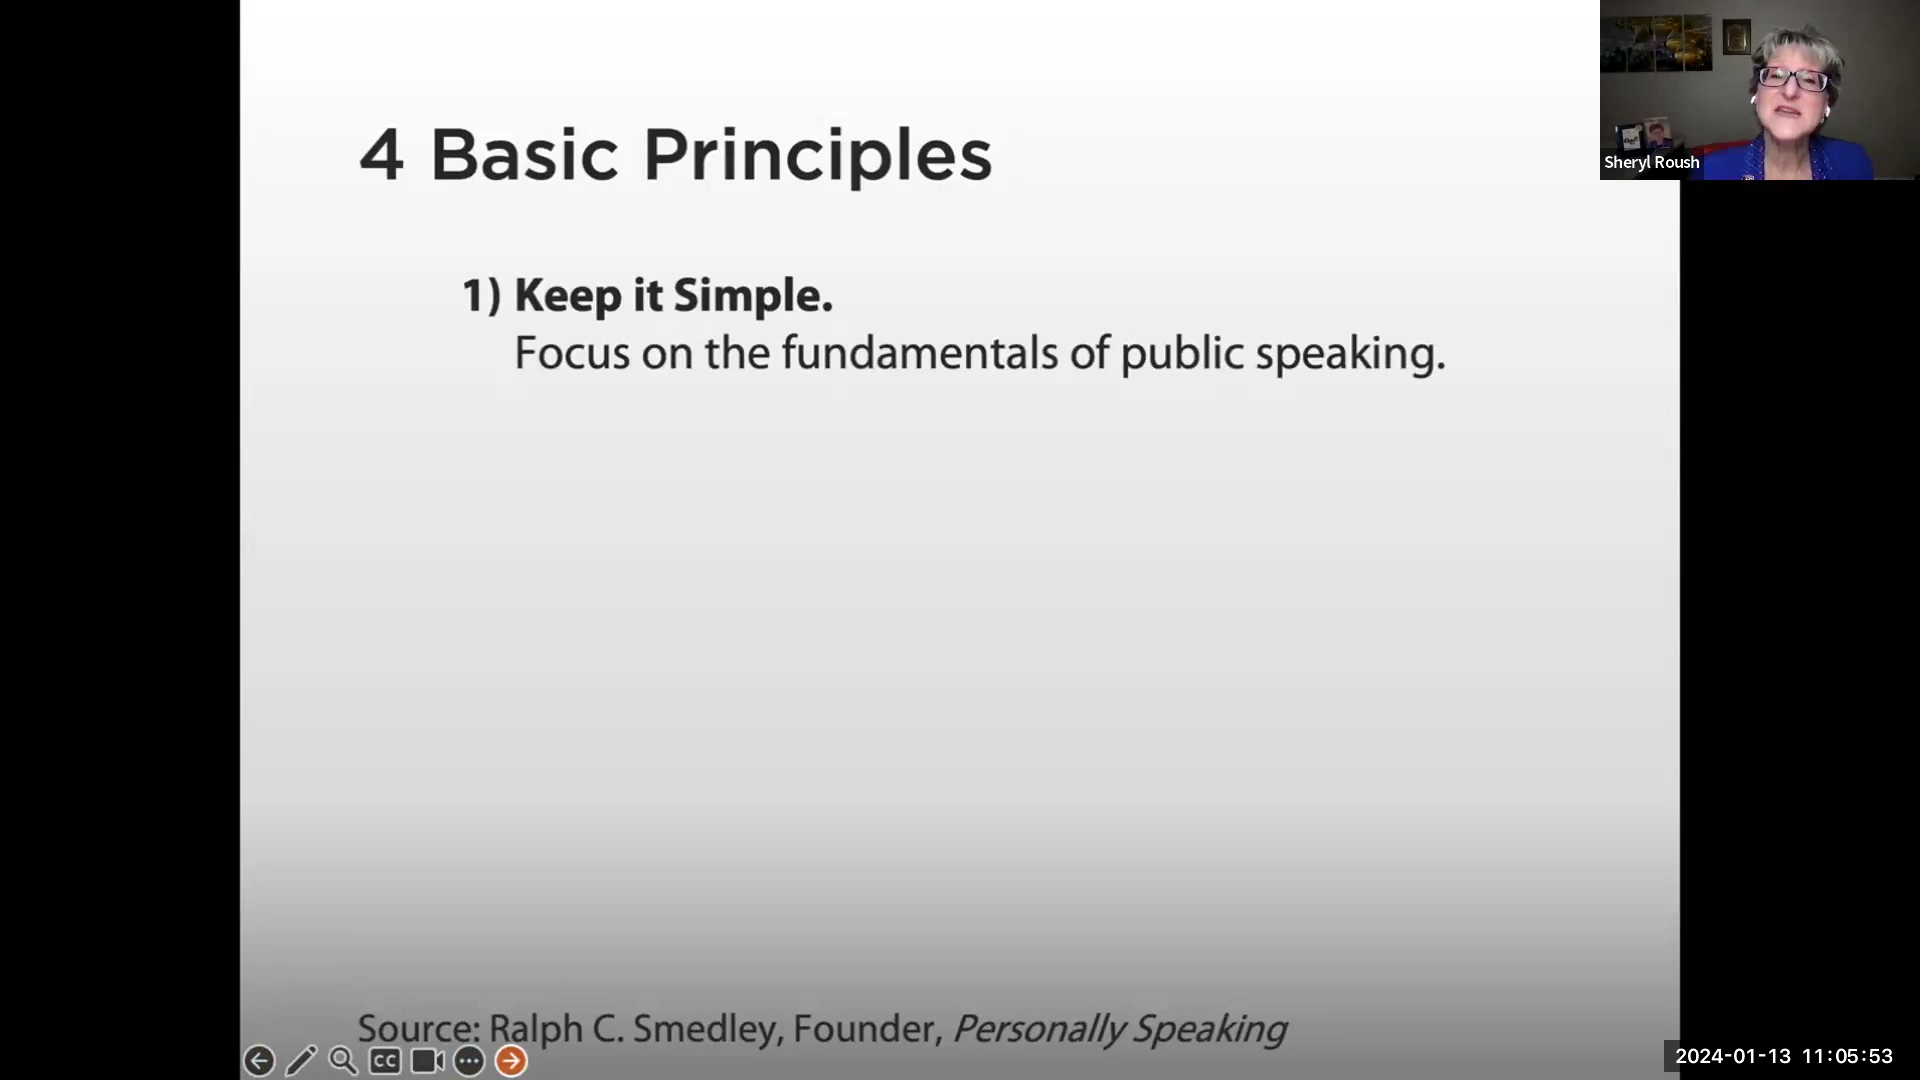 4 Basic Principles
Sheryl Roush
1) Keep it Simple.
Focus on the fundamentals of public speaking.
Source: Ralph C. Smedley, Founder, Personally Speaking
CC
2024-01-13 11:05:53